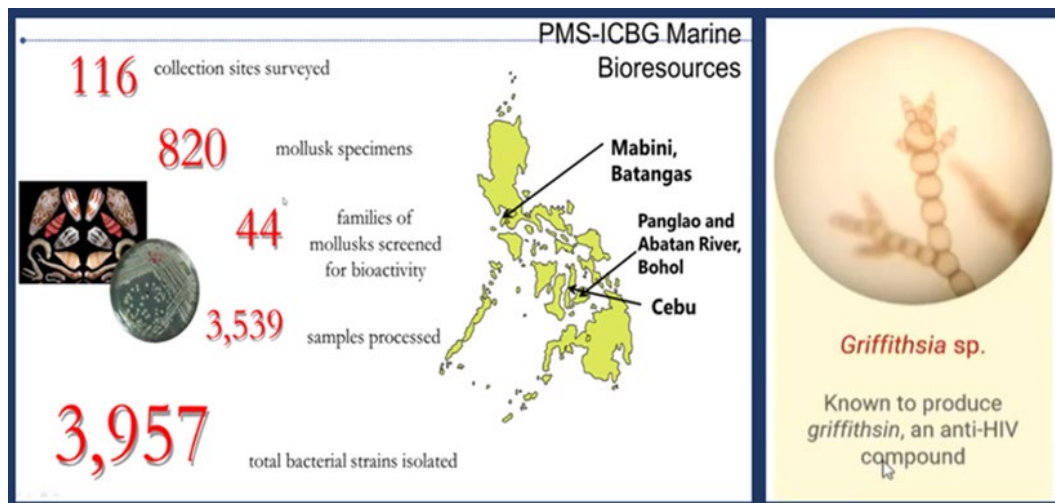 PMS-ICBG Marine
Bioresources
116 collection sites surveyed
820 mollusk specimens
44 families of
mollusks screened
for bioactivity
3,539 samples processed
3,957 total bacterial strains isolated
Mabini,
Batangas
Panglao and
Abatan River,
Bohol
Cebu
Griffithsia sp.
Known to produce
griffithsin, an anti-HIV
compound